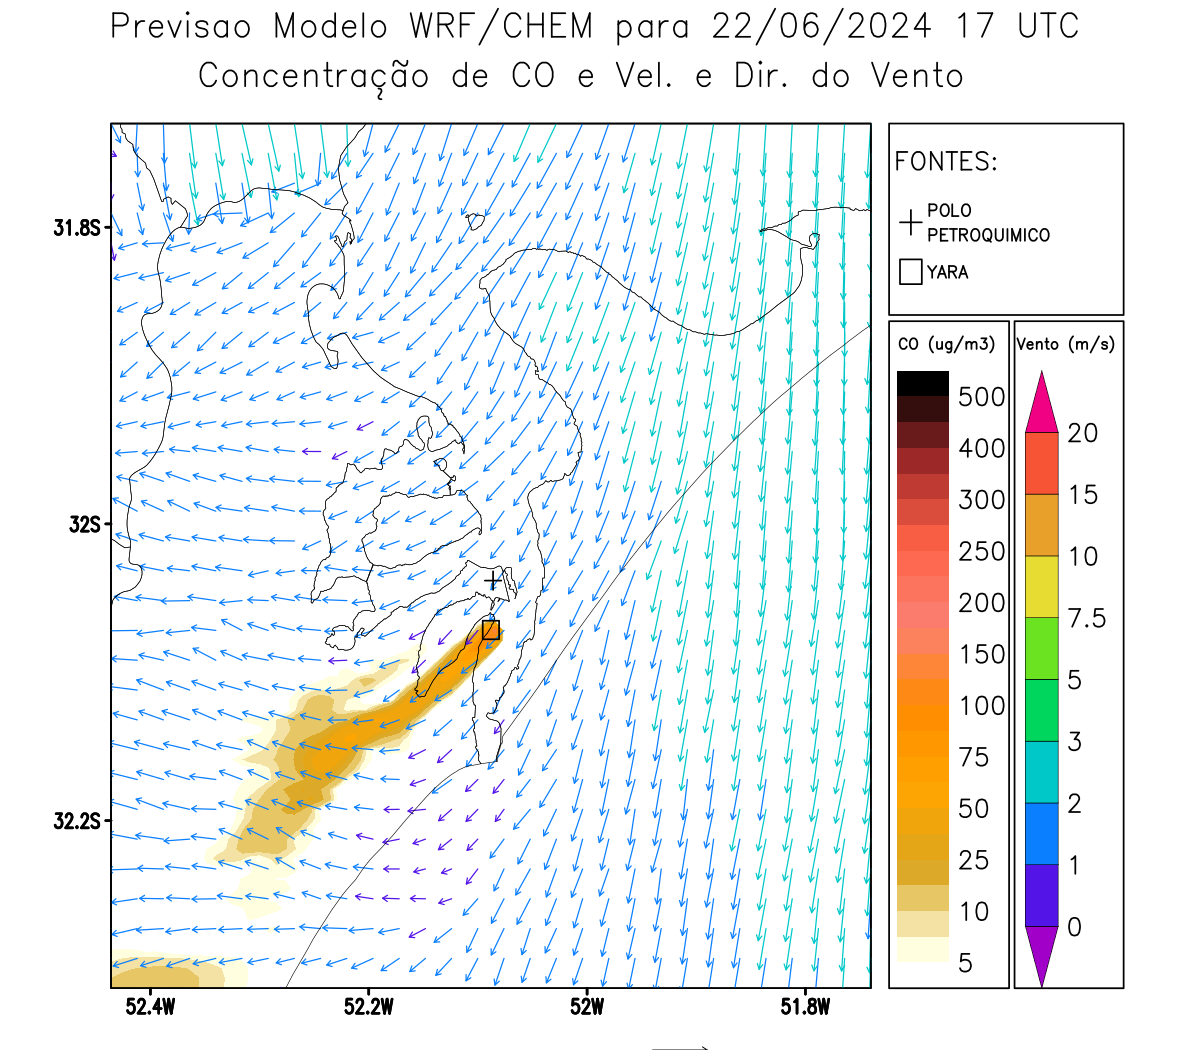 Previsao Modelo WRF/CHEM para 22/06/2024 17 UTC
Concentração de CO e Vel. e Dir. do Vento
FONTES:
POLO
PETROQUIMICO
YARA
31.8S
32S
32.2S
52.4W
52.2W
52W
51.8W
CO (ug/m3)
500
400
300
250
200
150
100
75
50
25
10
5
Vento (m/s)
20
15
10
7.5
5
3
2
1
0